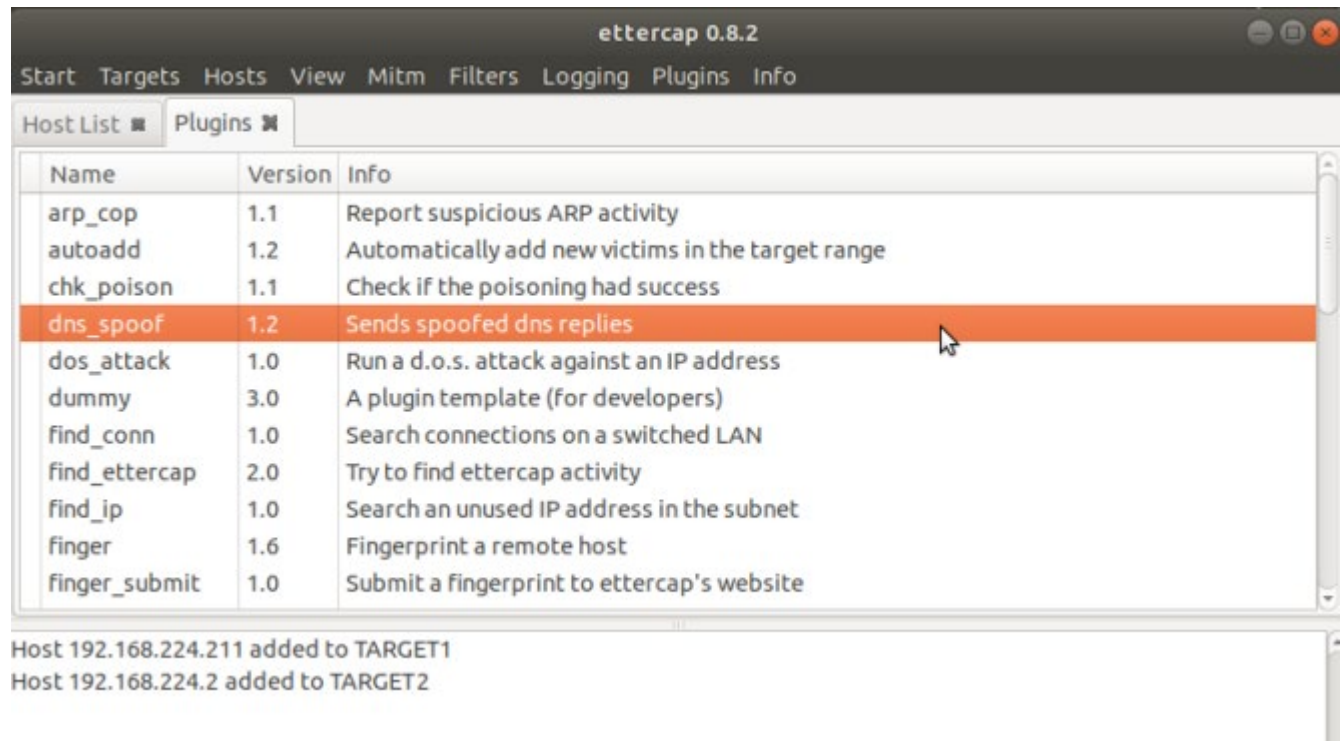 ettercap 0.8.2
Start Targets Hosts View Mitm Filters Logging Plugins Info
Host List Plugins
Name Version Info
arp_cop 1.1 Report suspicious ARP activity
autoadd 1.2 Automatically add new victims in the target range
chk_poison 1.1 Check if the poisoning had success
dns_spoof 1.2 Sends spoofed dns replies
dos_attack 1.0 Run a d.o.s. attack against an IP address
dummy 3.0 A plugin template (for developers)
find_conn 1.0 Search connections on a switched LAN
find_ettercap 2.0 Try to find ettercap activity
find_ip 1.0 Search an unused IP address in the subnet
finger 1.6 Fingerprint a remote host
finger_submit 1.0 Submit a fingerprint to ettercap's website
Host 192.168.224.211 added to TARGET1
Host 192.168.224.2 added to TARGET2